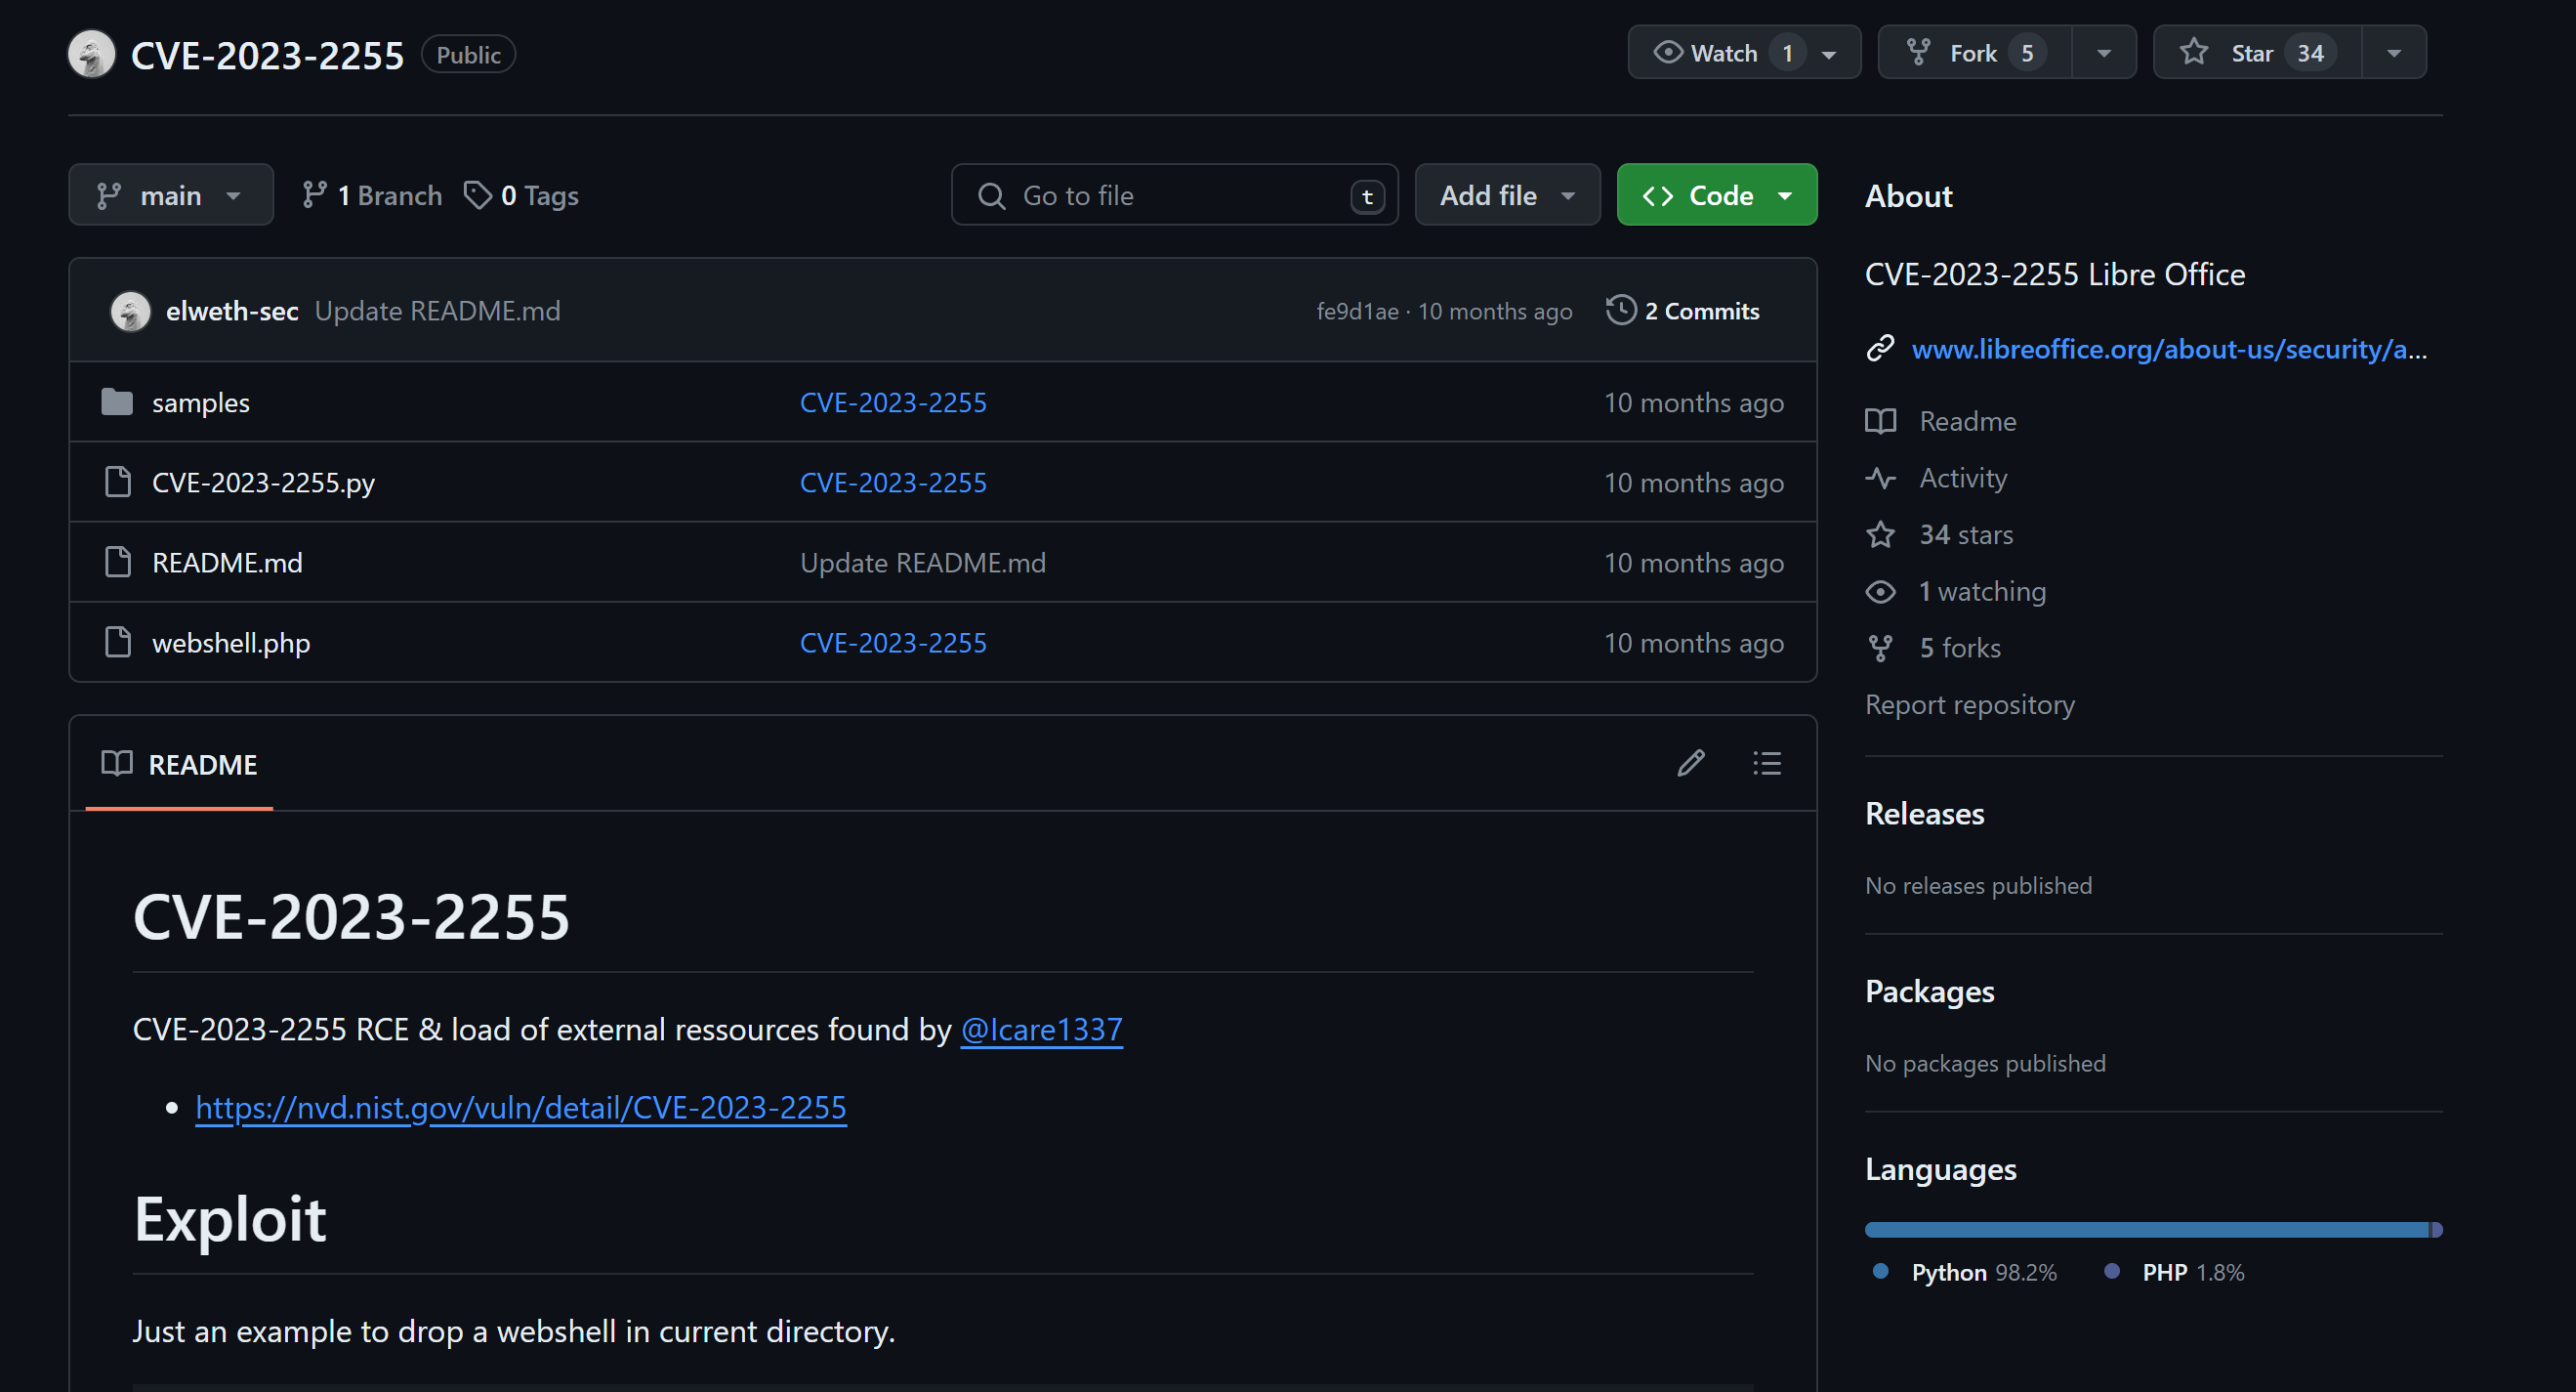 CVE-2023-2255 Public
Watch 1
Fork 5
Star 34
main
1 Branch
0 Tags
Go to file
t
Add file
Code
elweth-sec Update README.md
fe9d1ae · 10 months ago
2 Commits
samples CVE-2023-2255 10 months ago
CVE-2023-2255.py CVE-2023-2255 10 months ago
README.md Update README.md 10 months ago
webshell.php CVE-2023-2255 10 months ago
README
CVE-2023-2255
CVE-2023-2255 RCE & load of external ressources found by @Icare1337
https://nvd.nist.gov/vuln/detail/CVE-2023-2255
Exploit
Just an example to drop a webshell in current directory.
About
CVE-2023-2255 Libre Office
www.libreoffice.org/about-us/security/a...
Readme
Activity
34 stars
1 watching
5 forks
Report repository
Releases
No releases published
Packages
No packages published
Languages
Python 98.2% PHP 1.8%